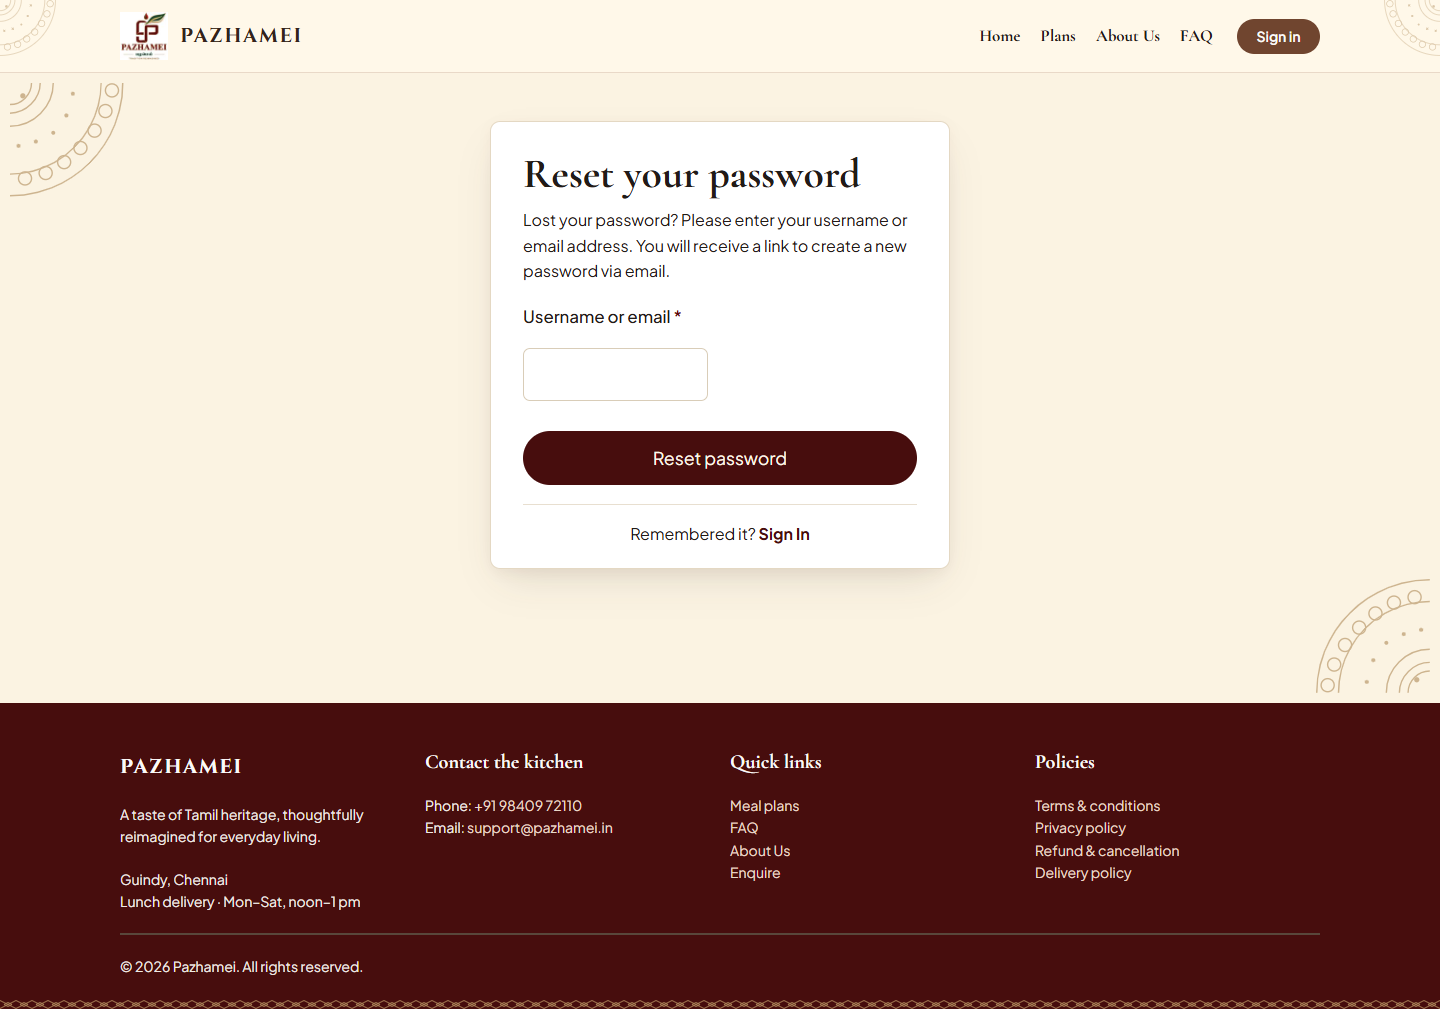 PAZHAMEI
PAZHAMEI
Home
Plans
About Us
FAQ
Sign in
Reset your password
Lost your password? Please enter your username or
email address. You will receive a link to create a new
password via email.
Username or email *
Reset password
Remembered it? Sign In
PAZHAMEI
A taste of Tamil heritage, thoughtfully
reimagined for everyday living.
Guindy, Chennai
Lunch delivery · Mon–Sat, noon–1 pm
Contact the kitchen
Phone: +91 98409 72110
Email: support@pazhamei.in
Quick links
Meal plans
FAQ
About Us
Enquire
Policies
Terms & conditions
Privacy policy
Refund & cancellation
Delivery policy
© 2026 Pazhamei. All rights reserved.